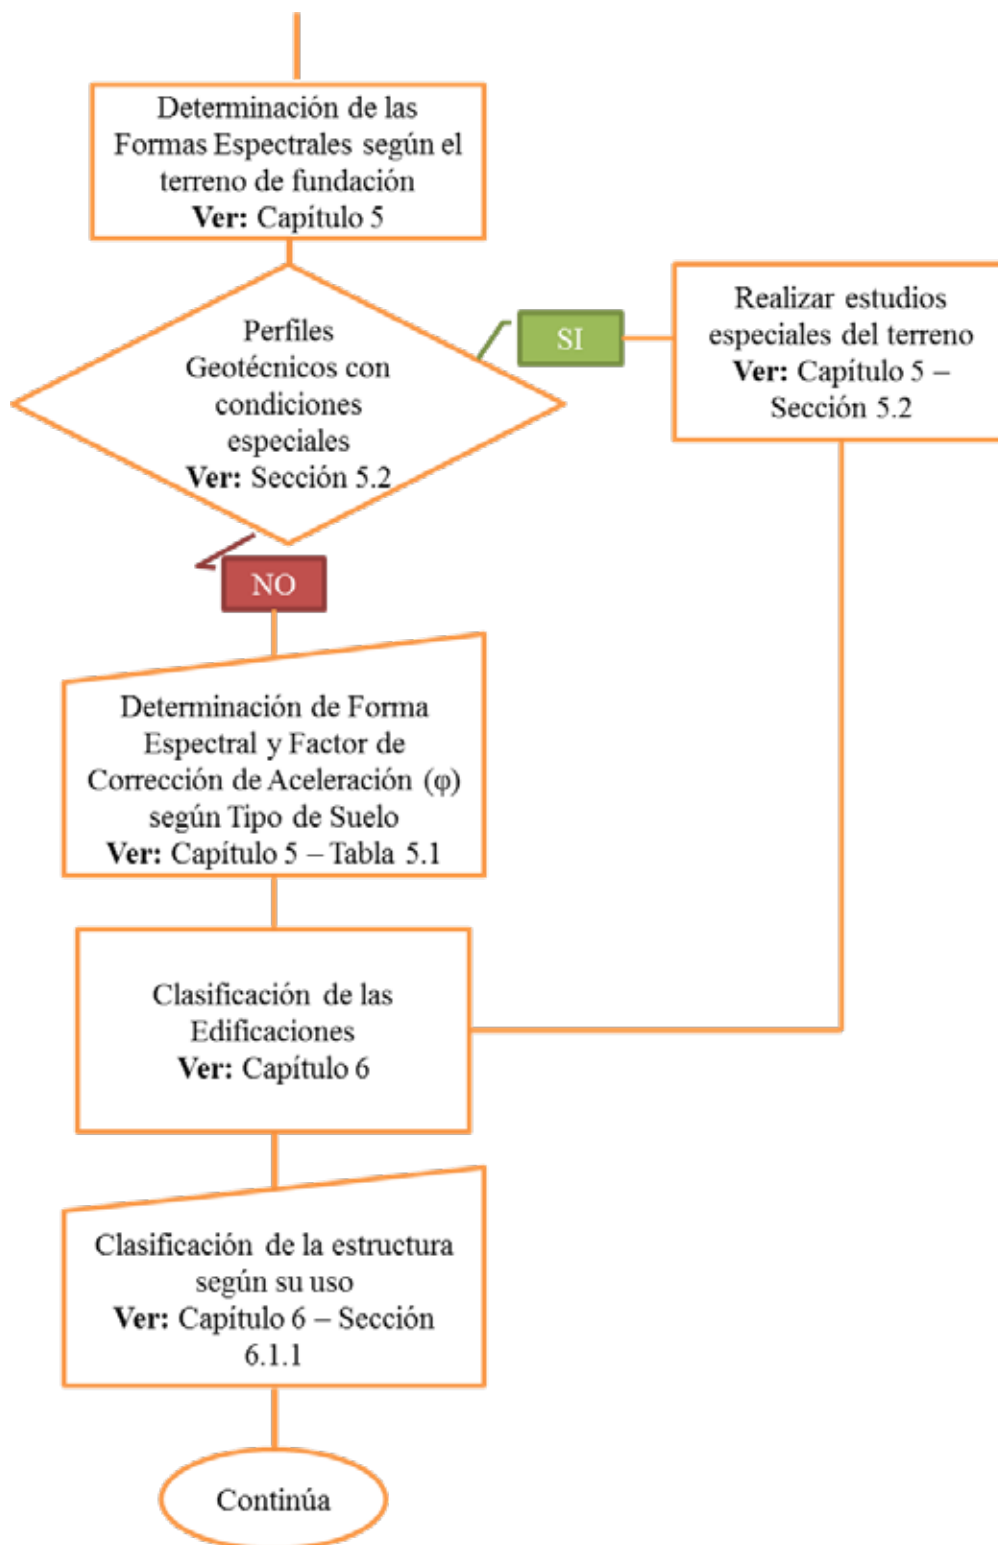 Determinación de las
Formas Espectrales según el
terreno de fundación
Ver: Capítulo 5
Perfiles
Geotécnicos con
condiciones
especiales
Ver: Sección 5.2
SI
Realizar estudios
especiales del terreno
Ver: Capítulo 5 –
Sección 5.2
NO
Determinación de Forma
Espectral y Factor de
Corrección de Aceleración (φ)
según Tipo de Suelo
Ver: Capítulo 5 – Tabla 5.1
Clasificación de las
Edificaciones
Ver: Capítulo 6
Clasificación de la estructura
según su uso
Ver: Capítulo 6 – Sección
6.1.1
Continúa